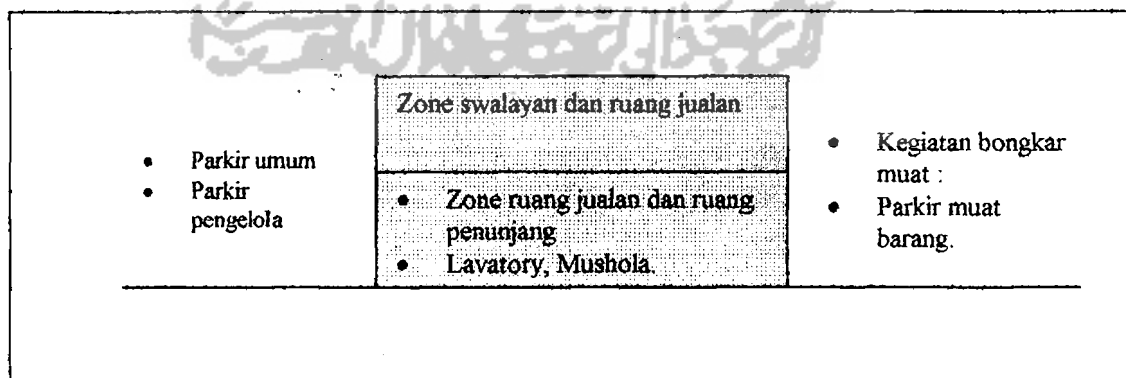 Zone swalayan dan ruang jualan
• Parkir umum
• Parkir
pengelola
• Zone ruang jualan dan ruang
penunjang
• Lavatory, Mushola.
• Kegiatan bongkar
muat :
• Parkir muat
barang.